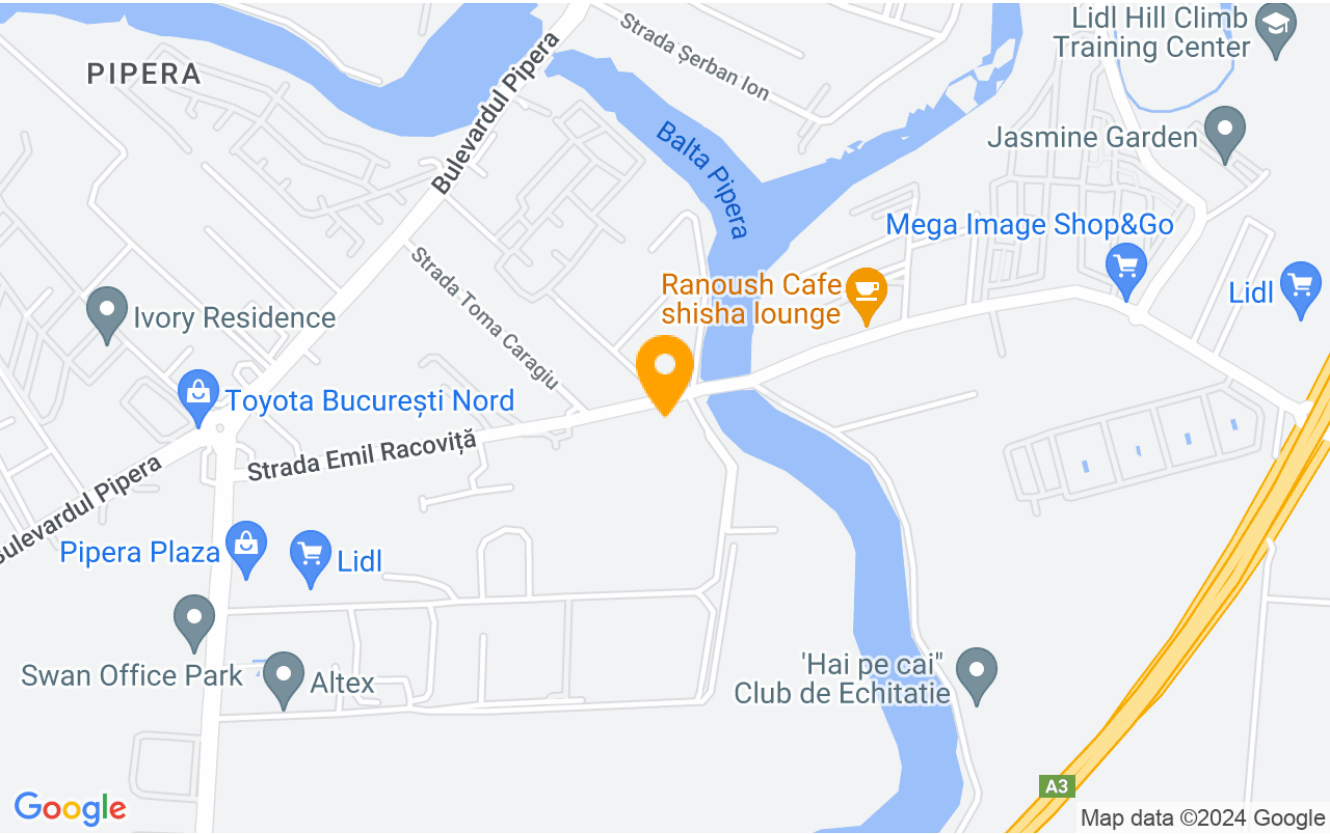 Lidl Hill Climb
Training Center
PIPERA
Strada Șerban Ion
Bulevardul Pipera
Balta Pipera
Jasmine Garden
Mega Image Shop&Go
Strada Toma Caragiu
Ranoush Cafe
shisha lounge
Lidl
Ivory Residence
Toyota București Nord
Strada Emil Racoviță
Bulevardul Pipera
Pipera Plaza
Lidl
Swan Office Park
Altex
'Hai pe cai"
Club de Echitatie
A3
Google
Map data ©2024 Google